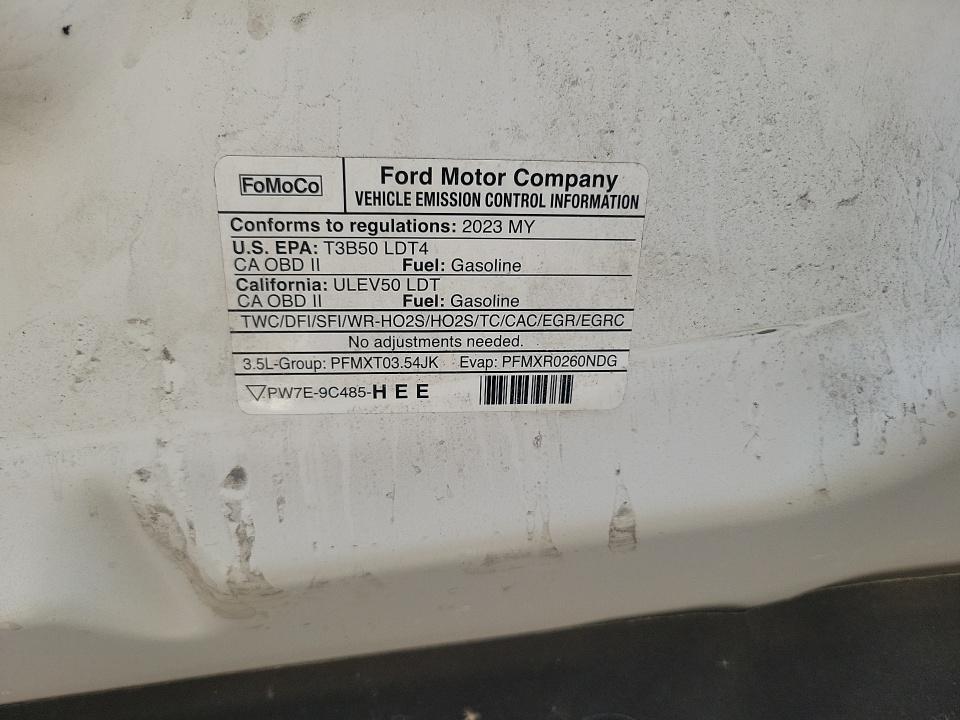 FoMoCo
Ford Motor Company
VEHICLE EMISSION CONTROL INFORMATION
Conforms to regulations: 2023 MY
U.S. EPA: T3B50 LDT4
CA OBD II Fuel: Gasoline
California: ULEV50 LDT
CA OBD II Fuel: Gasoline
TWC/DFI/SFI/WR-HO2S/HO2S/TC/CAC/EGR/EGRC
No adjustments needed.
3.5L-Group: PFMXT03.54JK Evap: PFMXR0260NDG
PW7E-9C485-HEE